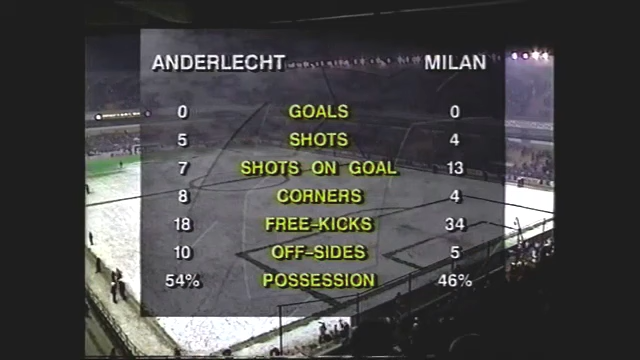 ANDERLECHT MILAN
0 GOALS 0
5 SHOTS 4
7 SHOTS ON GOAL 13
8 CORNERS 4
18 FREE-KICKS 34
10 OFF-SIDES 5
54% POSSESSION 46%